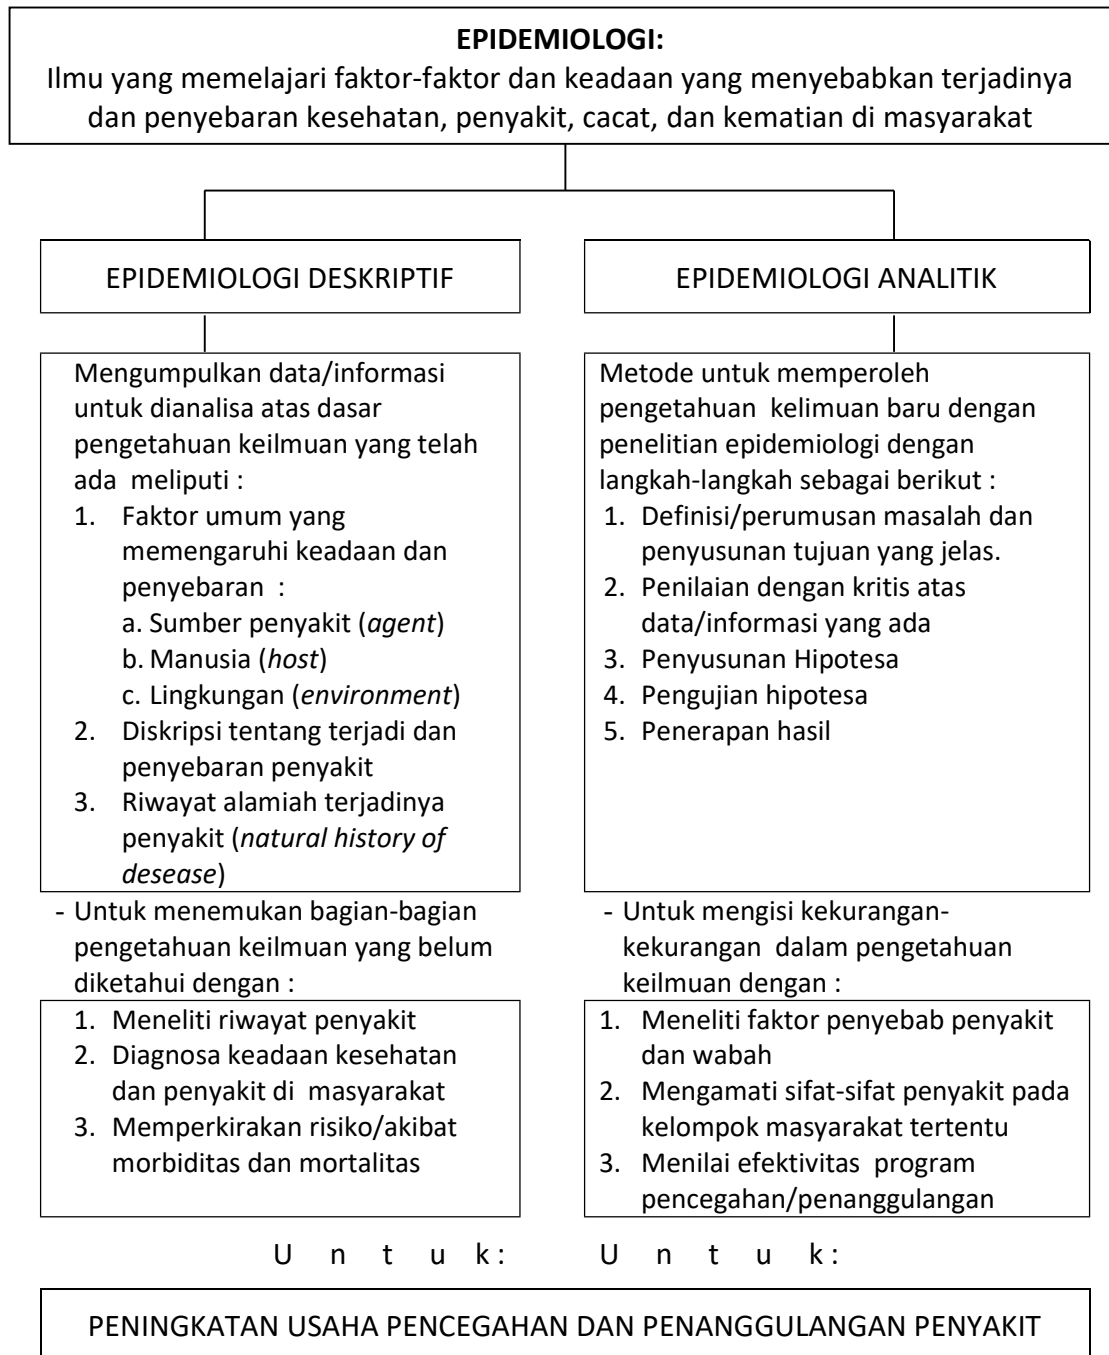 EPIDEMIOLOGI:
Ilmu yang memelajari faktor-faktor dan keadaan yang menyebabkan terjadinya
dan penyebaran kesehatan, penyakit, cacat, dan kematian di masyarakat
EPIDEMIOLOGI DESKRIPTIF
Mengumpulkan data/informasi
untuk dianalisa atas dasar
pengetahuan keilmuan yang telah
ada meliputi :
1. Faktor umum yang
memengaruhi keadaan dan
penyebaran :
a. Sumber penyakit (agent)
b. Manusia (host)
c. Lingkungan (environment)
2. Diskripsi tentang terjadi dan
penyebaran penyakit
3. Riwayat alamiah terjadinya
penyakit (natural history of
desease)
- Untuk menemukan bagian-bagian
pengetahuan keilmuan yang belum
diketahui dengan :
1. Meneliti riwayat penyakit
2. Diagnosa keadaan kesehatan
dan penyakit di masyarakat
3. Memperkirakan risiko/akibat
morbiditas dan mortalitas
EPIDEMIOLOGI ANALITIK
Metode untuk memperoleh
pengetahuan kelimuan baru dengan
penelitian epidemiologi dengan
langkah-langkah sebagai berikut :
1. Definisi/perumusan masalah dan
penyusunan tujuan yang jelas.
2. Penilaian dengan kritis atas
data/informasi yang ada
3. Penyusunan Hipotesa
4. Pengujian hipotesa
5. Penerapan hasil
- Untuk mengisi kekurangan-
kekurangan dalam pengetahuan
keilmuan dengan :
1. Meneliti faktor penyebab penyakit
dan wabah
2. Mengamati sifat-sifat penyakit pada
kelompok masyarakat tertentu
3. Menilai efektivitas program
pencegahan/penanggulangan
U n t u k : U n t u k :
PENINGKATAN USAHA PENCEGAHAN DAN PENANGGULANGAN PENYAKIT